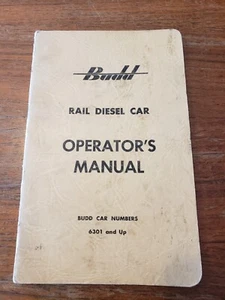 Budd
RAIL DIESEL CAR
OPERATOR'S
MANUAL
BUDD CAR NUMBERS
6301 and Up